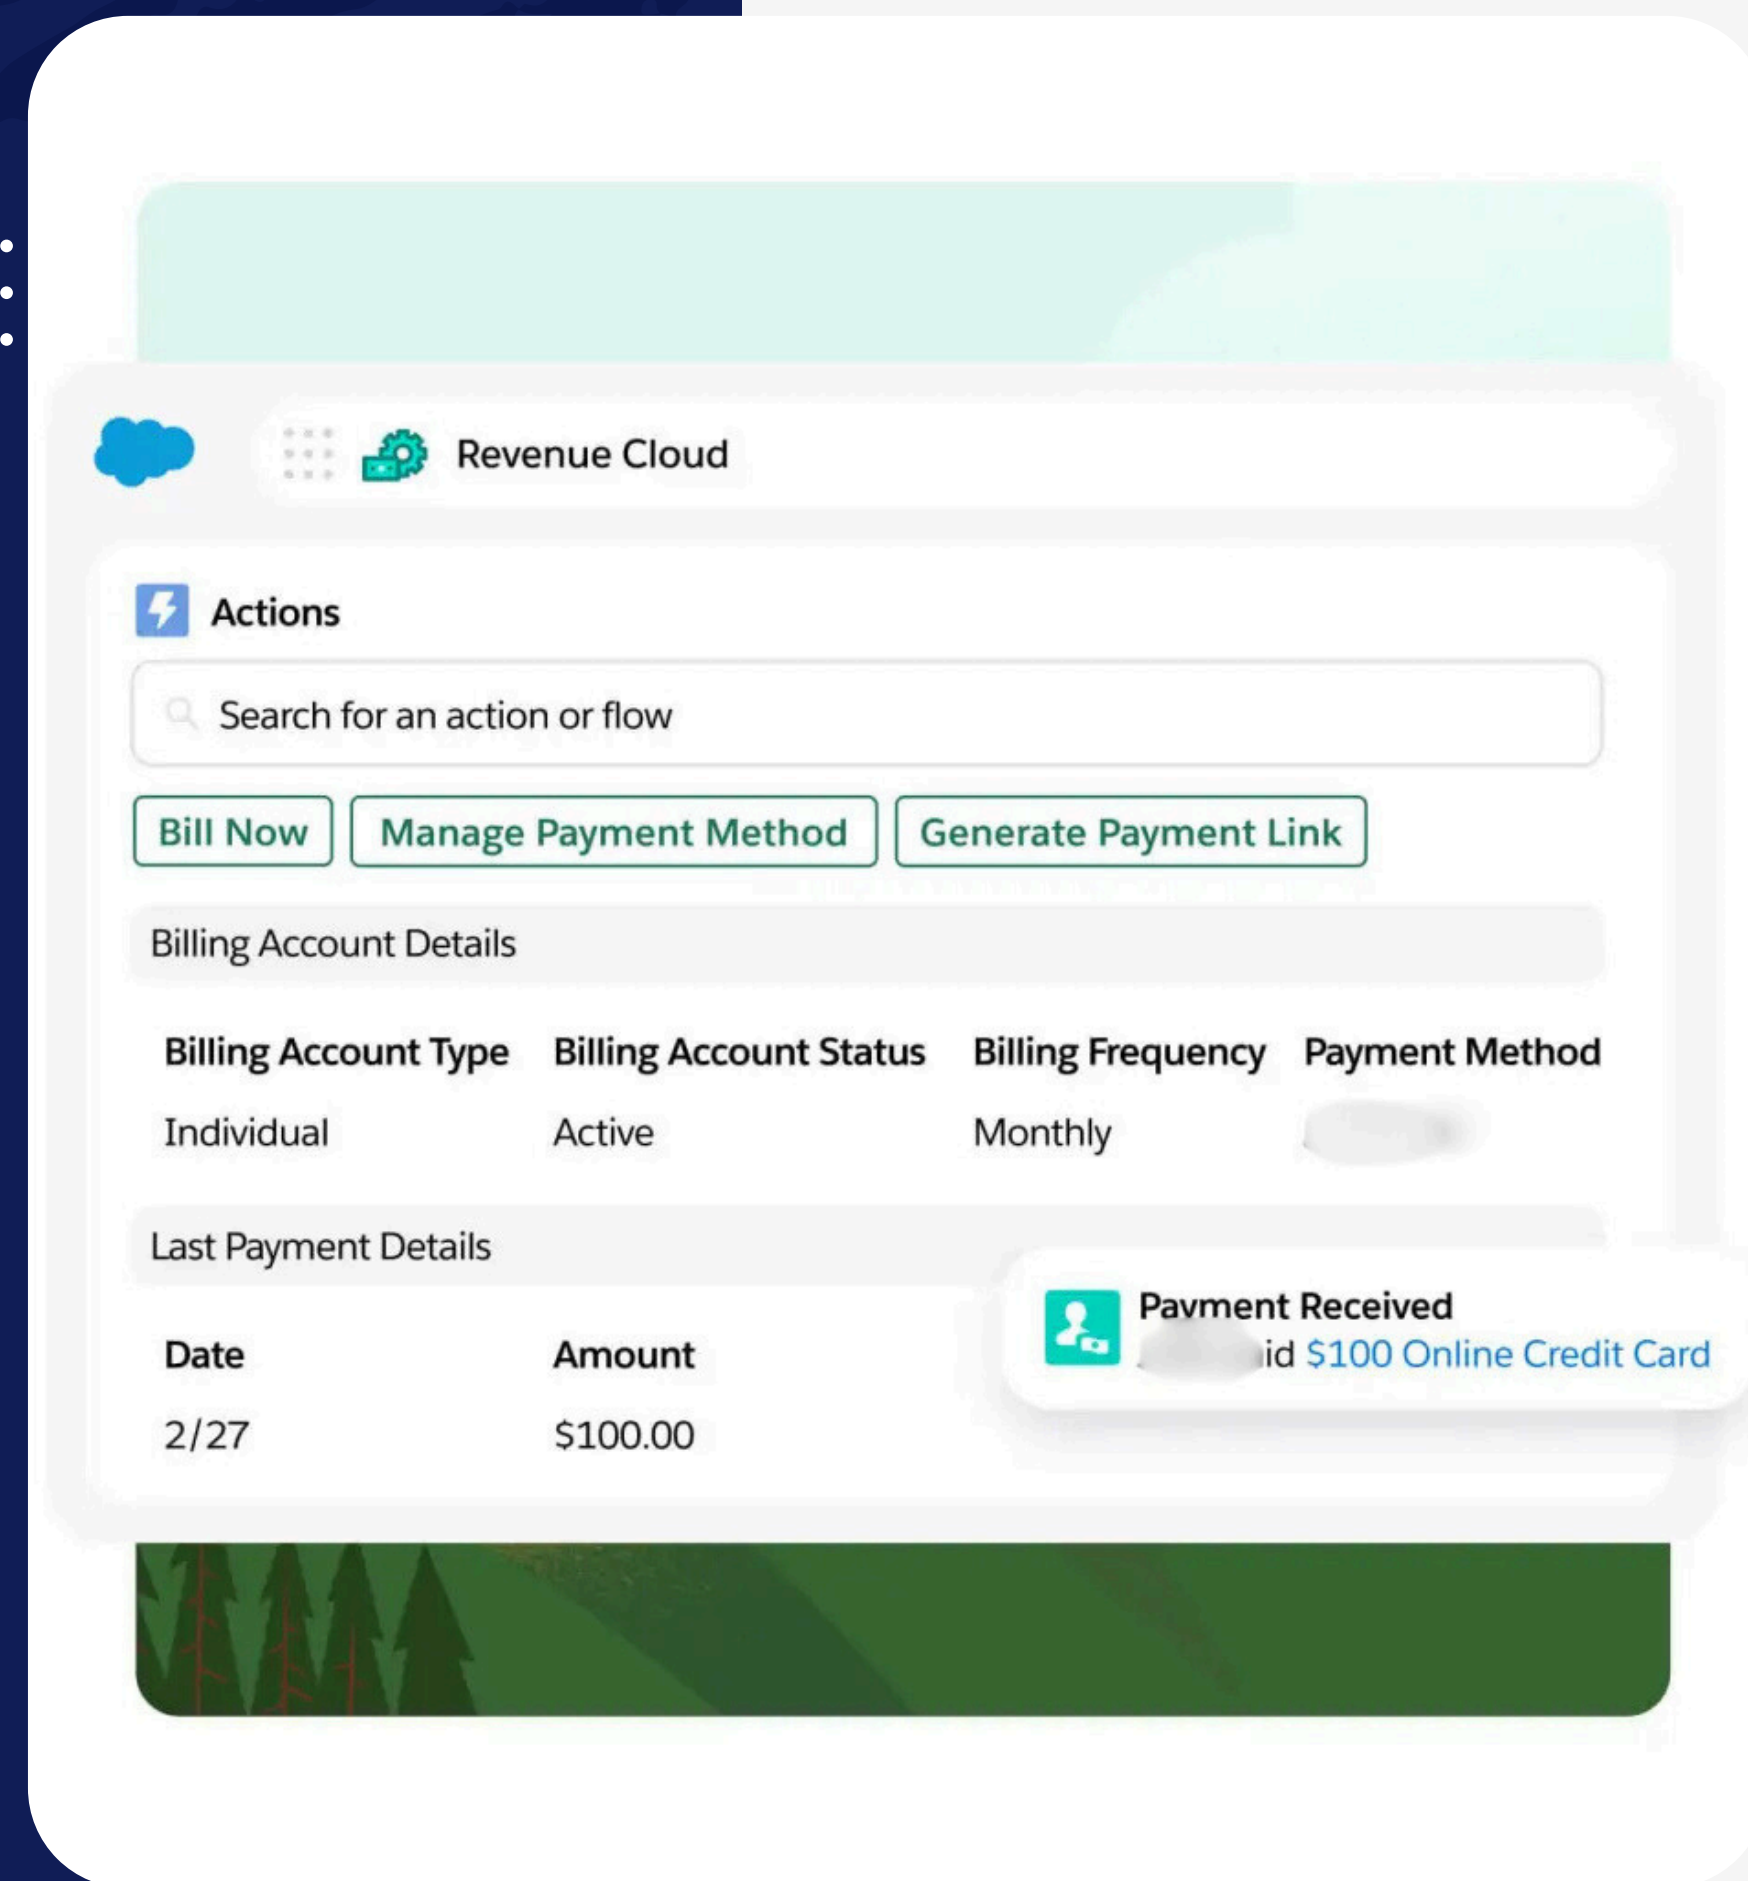 Revenue Cloud
Actions
Search for an action or flow
Bill Now Manage Payment Method Generate Payment Link
Billing Account Details
Billing Account Type Billing Account Status Billing Frequency Payment Method
Individual Active Monthly
Last Payment Details
Payment Received
$100 Online Credit Card
Date Amount
2/27 $100.00